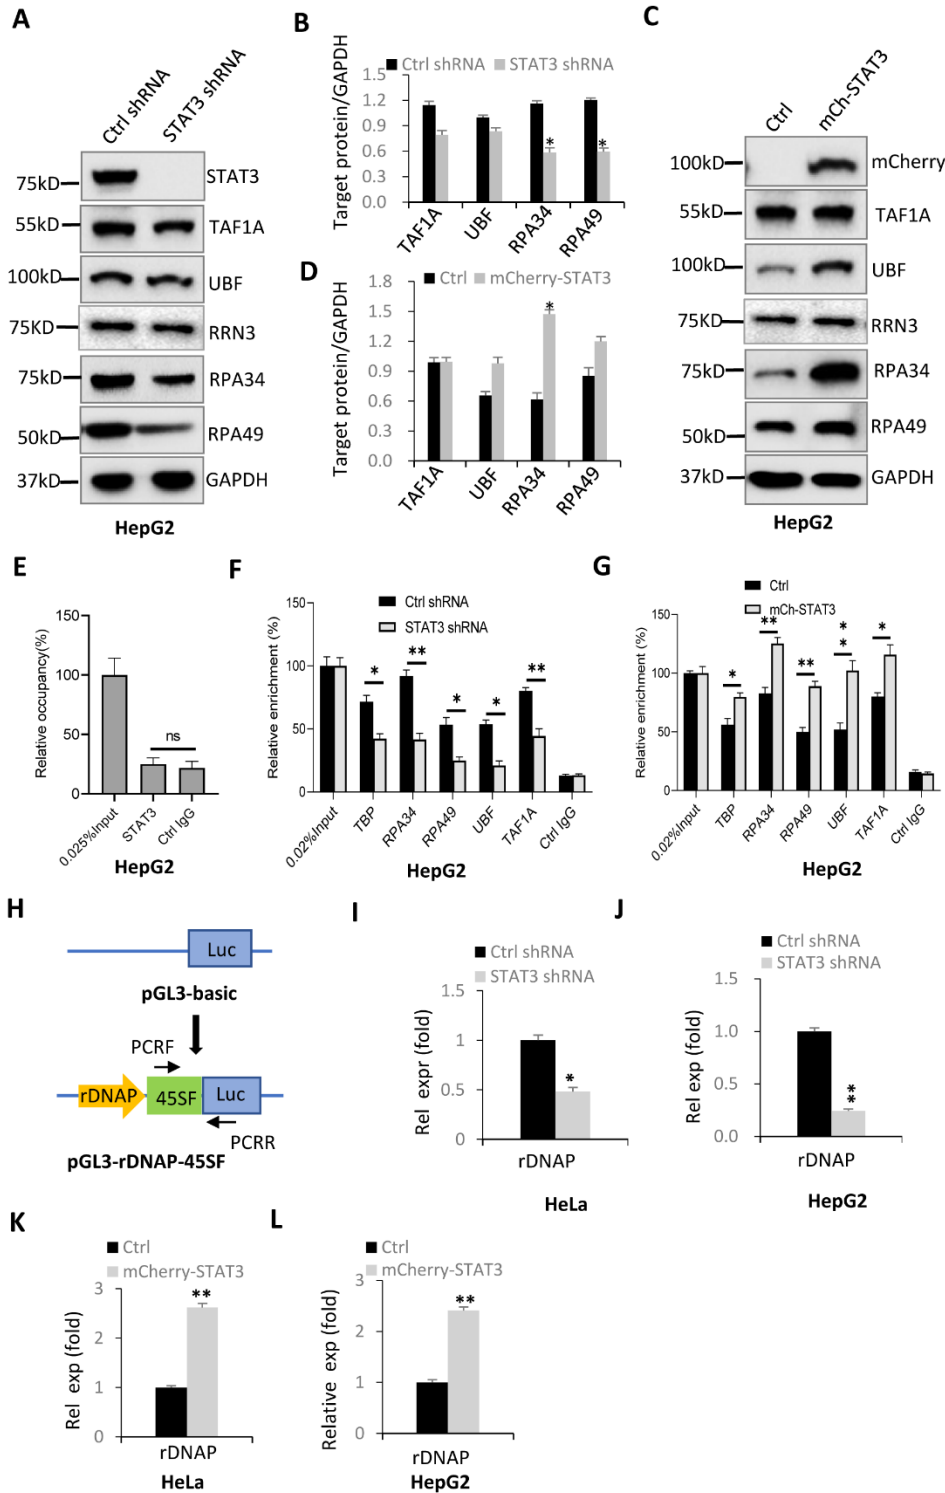 A
Ctrl shRNA
STAT3 shRNA
75kD
STAT3
55kD
TAF1A
100kD
UBF
75KD
RRN3
75kD
RPA34
50kD
RPA49
37kD
GAPDH
HepG2
B
Ctrl shRNA STAT3 shRNA
Target protein/GAPDH
1.5
1.2
0.9
0.6
0.3
0.0
* *
TAF1A UBF RPA34 RPA49
D
Ctrl mCherry-STAT3
Target protein/GAPDH
1.8
1.5
1.2
0.9
0.6
0.3
0.0
*
TAF1A UBF RPA34 RPA49
C
Ctrl
mCh-STAT3
100kD
mCherry
55kD
TAF1A
100kD
UBF
75kD
RRN3
75kD
RPA34
50kD
RPA49
37kD
GAPDH
HepG2
E
Relative occupancy(%)
150
100
50
0
ns
0.025%Input STAT3 Ctrl IgG
HepG2
F
Ctrl shRNA
STAT3 shRNA
Relative enrichment (%)
150
100
50
0
* ** * * **
0.02%Input TBP RPA34 RPA49 UBF TAF1A Ctrl IgG
HepG2
G
Ctrl
mCh-STAT3
Relative enrichment (%)
150
100
50
0
* ** ** ** *
0.02%Input TBP RPA34 RPA49 UBF TAF1A Ctrl IgG
HepG2
H
Luc
pGL3-basic
PCRF
rDNAP 45SF Luc
PCRR
pGL3-rDNAP-45SF
I
Ctrl shRNA
STAT3 shRNA
Rel expr (fold)
1.5
1
0.5
0
*
rDNAP
HeLa
J
Ctrl shRNA
STAT3 shRNA
Rel exp (fold)
1.5
1.0
0.5
0.0
**
rDNAP
HepG2
K
Ctrl
mCherry-STAT3
Rel exp (fold)
3
2
1
0
**
rDNAP
HeLa
L
Ctrl
mCherry-STAT3
Relative exp (fold)
3
2
1
0
**
rDNAP
HepG2